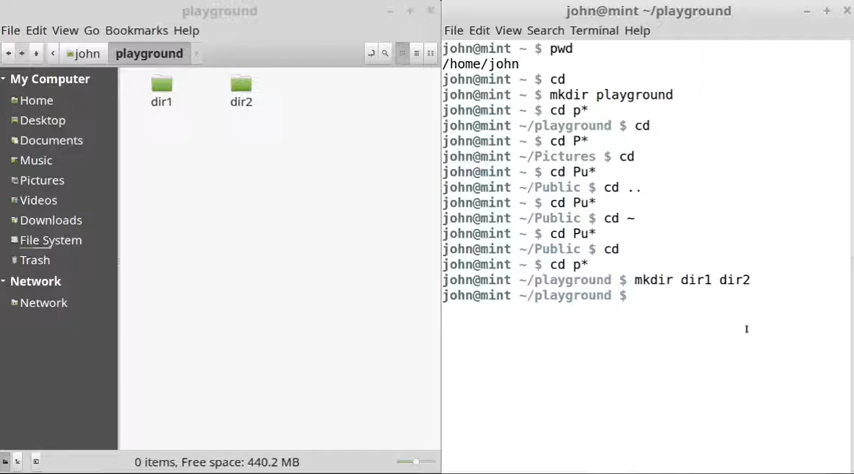 playground
File Edit View Go Bookmarks Help
john playground
My Computer
Home
Desktop
Documents
Music
Pictures
Videos
Downloads
File System
Trash
Network
Network
dir1 dir2
0 items, Free space: 440.2 MB
john@mint ~/playground
File Edit View Search Terminal Help
john@mint ~ $ pwd
/home/john
john@mint ~ $ cd
john@mint ~ $ mkdir playground
john@mint ~ $ cd p*
john@mint ~/playground $ cd
john@mint ~ $ cd P*
john@mint ~/Pictures $ cd
john@mint ~ $ cd Pu*
john@mint ~/Public $ cd ..
john@mint ~ $ cd Pu*
john@mint ~/Public $ cd ~
john@mint ~ $ cd Pu*
john@mint ~/Public $ cd
john@mint ~ $ cd p*
john@mint ~/playground $ mkdir dir1 dir2
john@mint ~/playground $